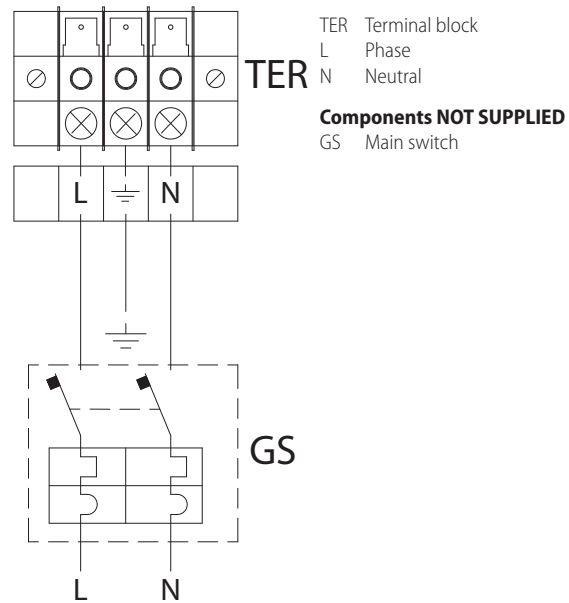 TER
TER Terminal block
L Phase
N Neutral
Components NOT SUPPLIED
GS Main switch
L N
GS
L N